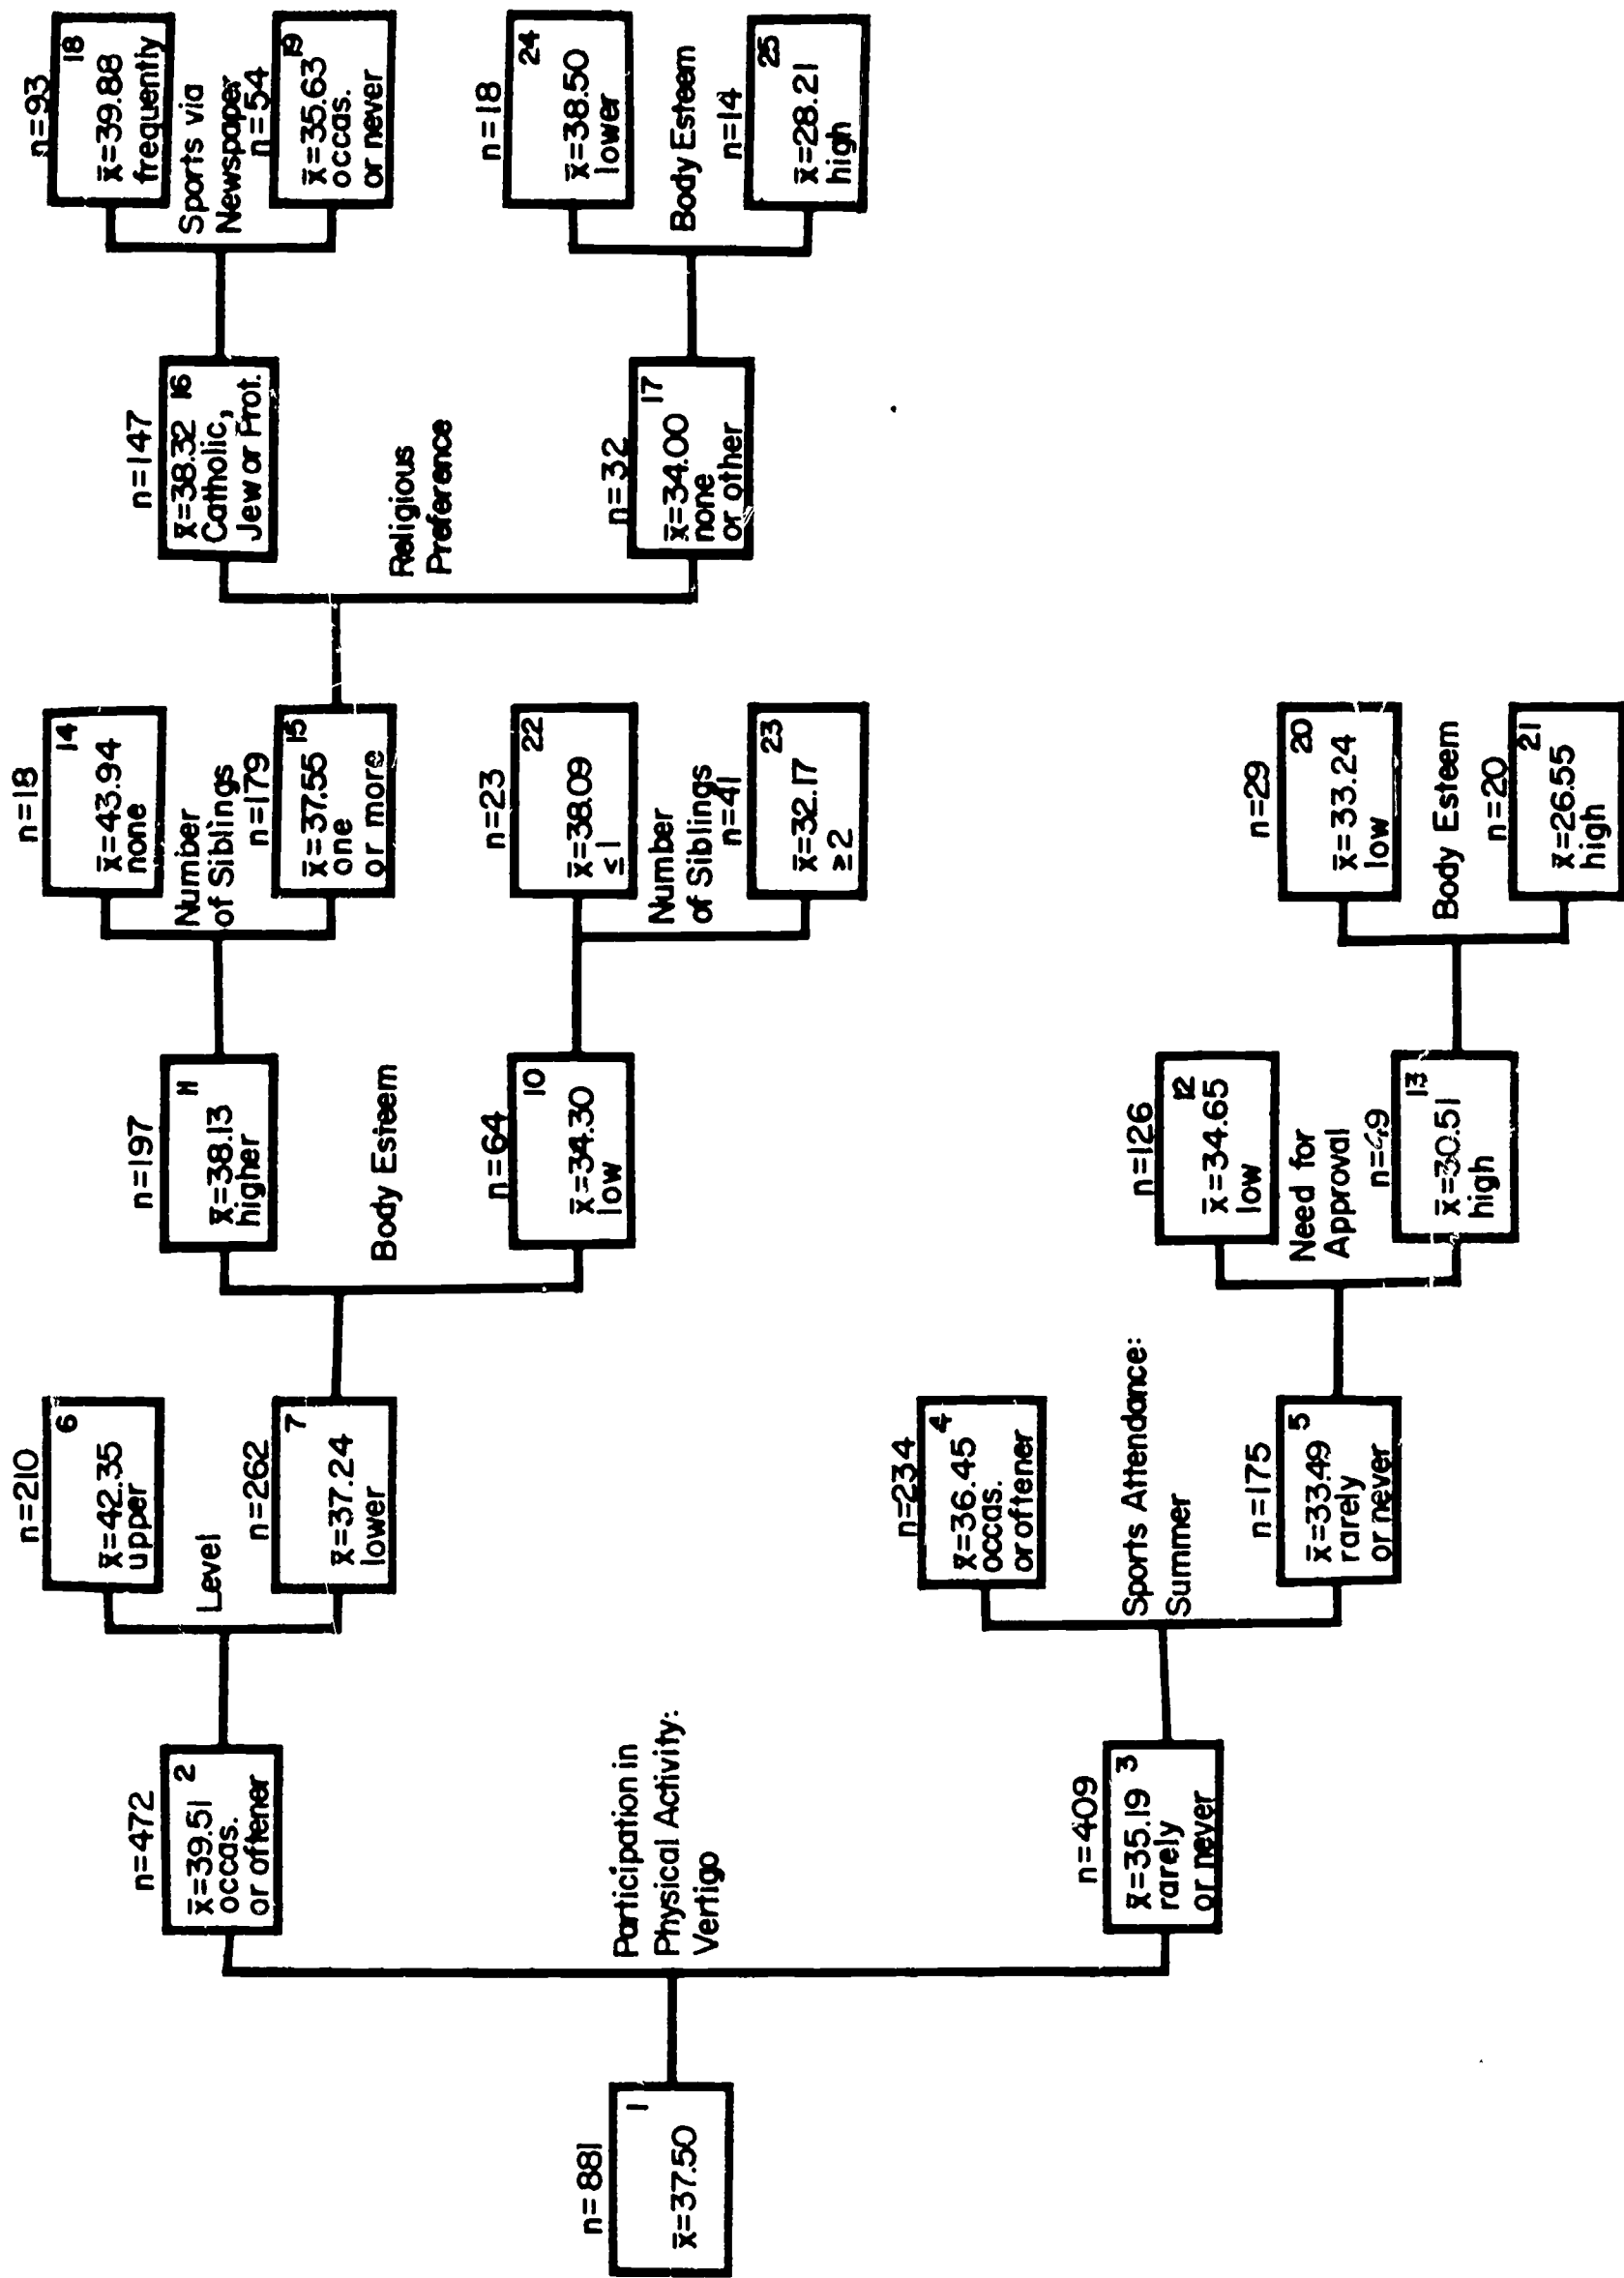 n=881
1
x̄=37.50
Participation in
Physical Activity:
Vertigo
n=472
2
x̄=39.51
occas.
or oftener
n=409
3
x̄=35.19
rarely
or never
Level
n=210
6
x̄=42.35
upper
n=262
7
x̄=37.24
lower
Sports Attendance:
Summer
n=234
4
x̄=36.45
occas.
or oftener
n=175
5
x̄=33.49
rarely
or never
Body Esteem
n=197
11
x̄=38.13
higher
n=64
10
x̄=34.30
low
Need for
Approval
n=126
12
x̄=34.65
low
n=49
13
x̄=30.51
high
Number
of Siblings
n=18
14
x̄=43.94
none
n=179
15
x̄=37.55
one
or more
Number
of Siblings
n=23
22
x̄=38.09
≤1
n=41
23
x̄=32.17
≥2
Body Esteem
n=29
20
x̄=33.24
low
n=20
21
x̄=26.55
high
Religious
Preference
n=147
x̄=38.32 16
Catholic,
Jew or Prot.
n=32
17
x̄=34.00
none
or other
Sports via
Newspaper
n=93
18
x̄=39.88
frequently
n=54
19
x̄=35.63
occas.
or never
Body Esteem
n=18
24
x̄=38.50
lower
n=14
25
x̄=28.21
high